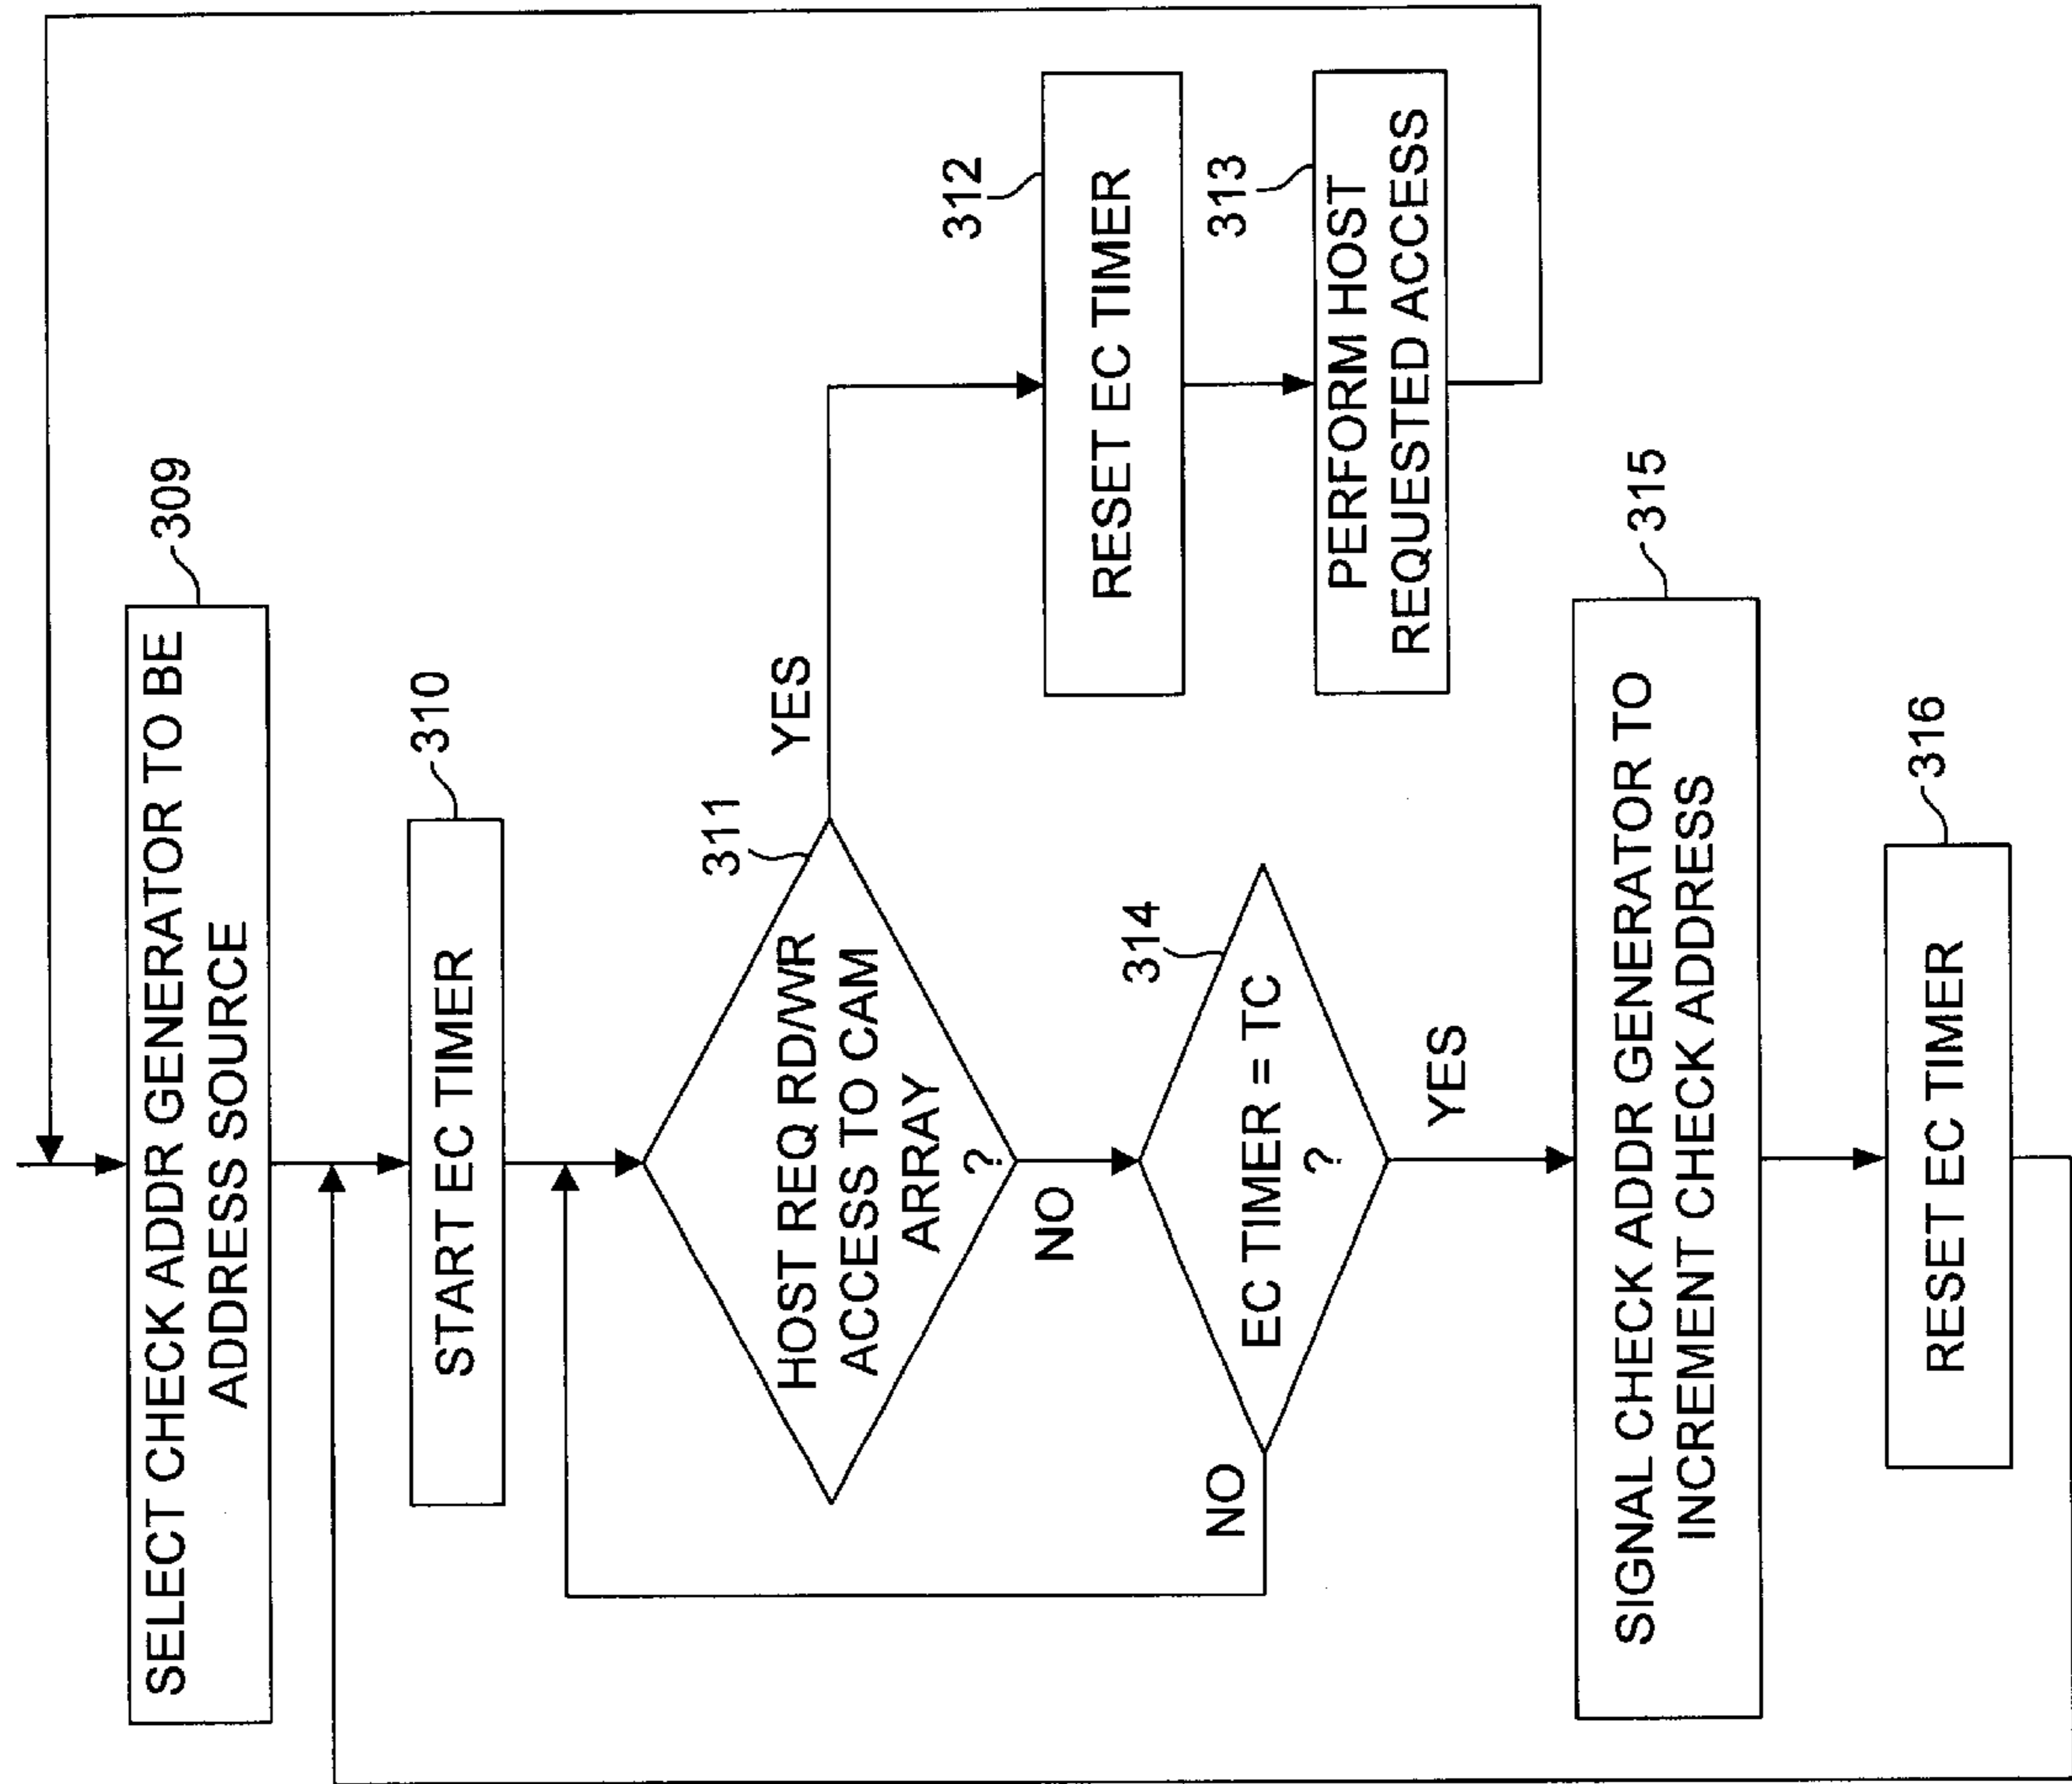 SELECT CHECK ADDR GENERATOR TO BE
ADDRESS SOURCE
309
START EC TIMER
310
HOST REQ RD/WR
ACCESS TO CAM
ARRAY
?
311
YES
NO
RESET EC TIMER
312
PERFORM HOST
REQUESTED ACCESS
313
EC TIMER = TC
?
314
NO
YES
SIGNAL CHECK ADDR GENERATOR TO
INCREMENT CHECK ADDRESS
315
RESET EC TIMER
316